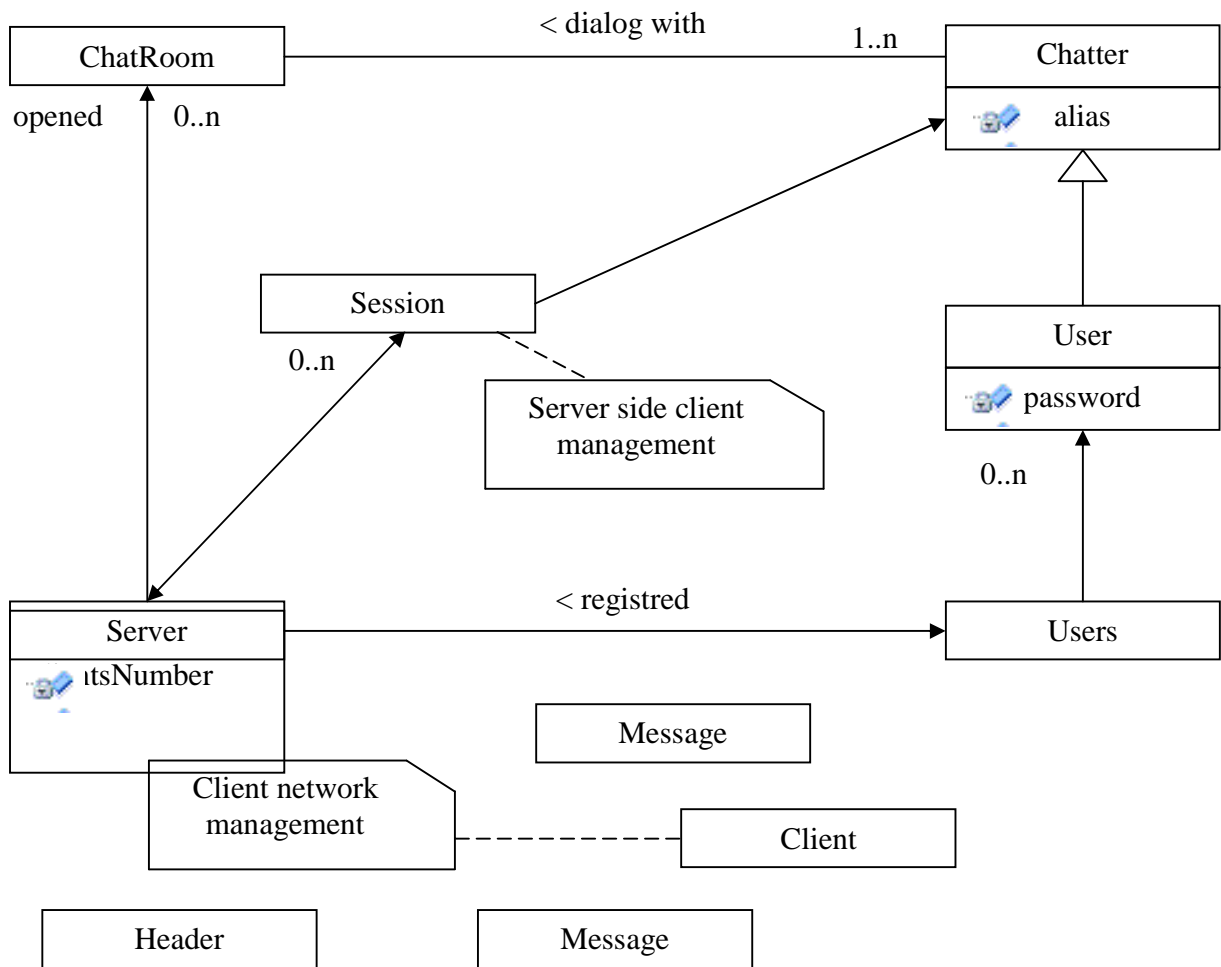 < dialog with
1..n
ChatRoom
Chatter
opened
0..n
alias
Session
0..n
User
Server side client
management
password
0..n
< registred
Server
Users
tsNumber
Message
Client network
management
Client
Header
Message